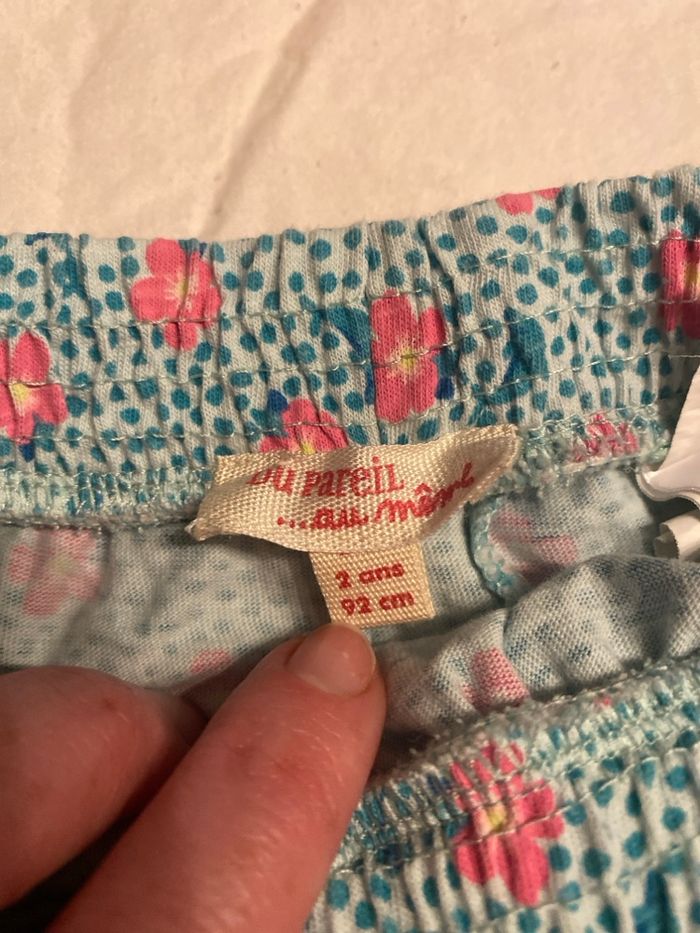 Du Pareil
...au même
2 ans
92 cm